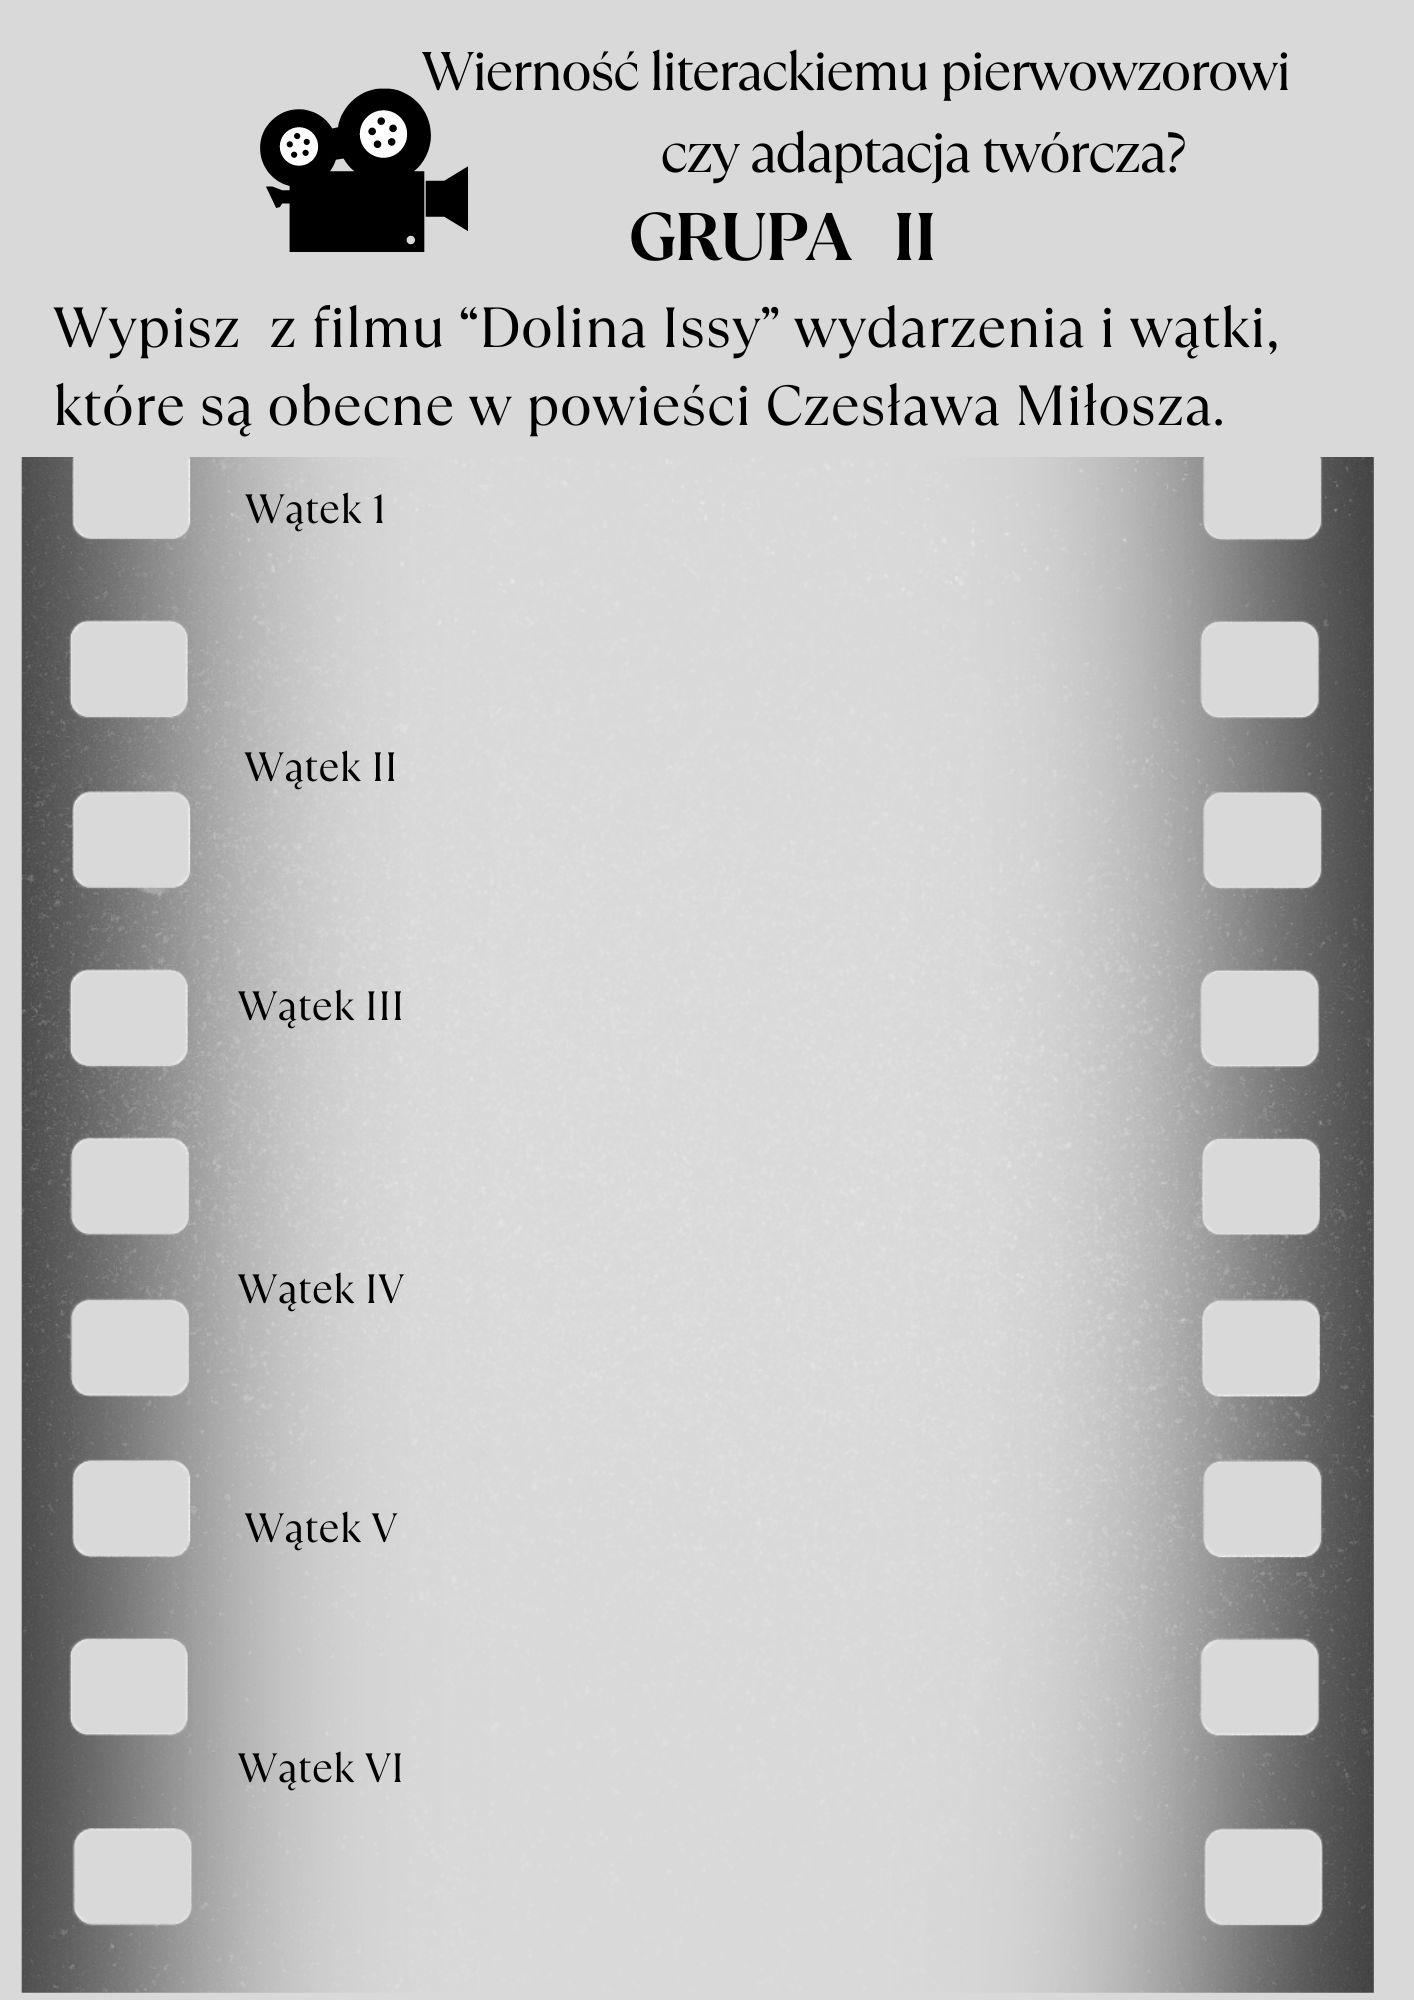 Wierność literackiemu pierwowzorowi
czy adaptacja twórcza?
GRUPA II
Wypisz z filmu “Dolina Issy” wydarzenia i wątki,
które są obecne w powieści Czesława Miłosza.
Wątek 1
Wątek II
Wątek III
Wątek IV
Wątek V
Wątek VI